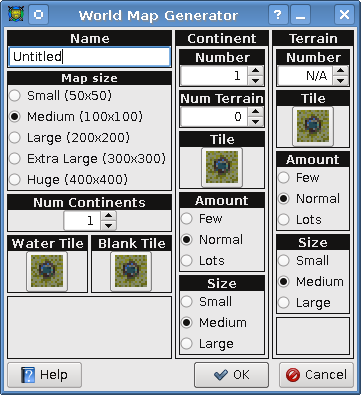 World Map Generator
Name
Untitled
Map size
Small (50x50)
Medium (100x100)
Large (200x200)
Extra Large (300x300)
Huge (400x400)
Num Continents
1
Water Tile
Blank Tile
Continent
Number
1
Num Terrain
0
Tile
Amount
Few
Normal
Lots
Size
Small
Medium
Large
Terrain
Number
N/A
Tile
Amount
Few
Normal
Lots
Size
Small
Medium
Large
Help
OK
Cancel